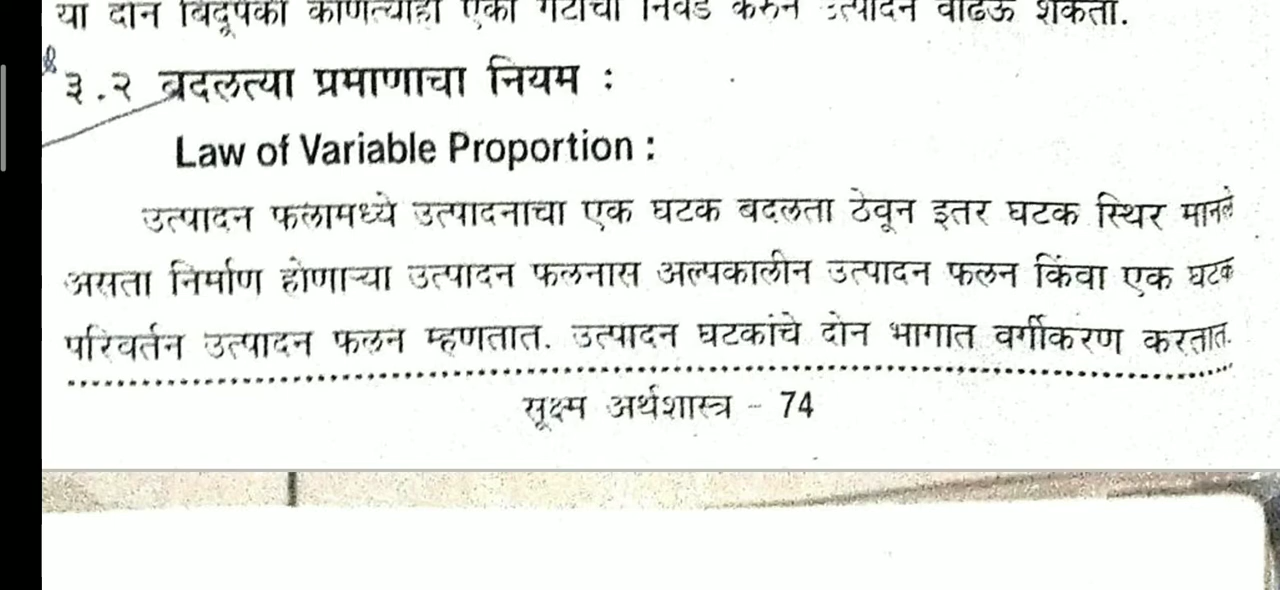 या दोन बिंदूपैकी कोणत्याही एका गटाची निवड करुन उत्पादन वाढऊ शकतो.
३.२ बदलत्या प्रमाणाचा नियम :
Law of Variable Proportion :
उत्पादन फलामध्ये उत्पादनाचा एक घटक बदलता ठेवून इतर घटक स्थिर मानले
असता निर्माण होणाऱ्या उत्पादन फलनास अल्पकालीन उत्पादन फलन किंवा एक घटक
परिवर्तन उत्पादन फलन म्हणतात. उत्पादन घटकांचे दोन भागात वर्गीकरण करतात.
सूक्ष्म अर्थशास्त्र - 74